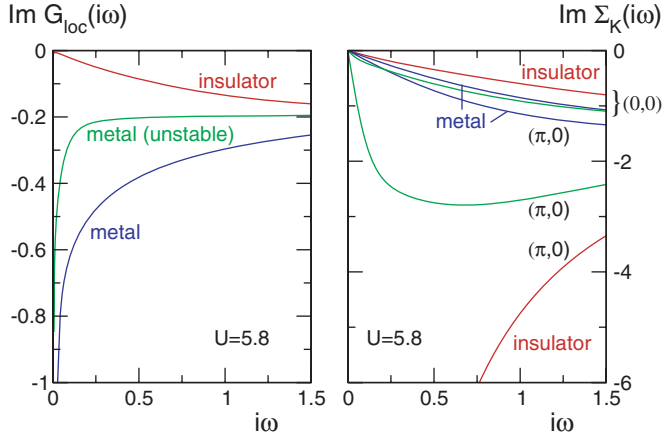 Im G_loc(iω)
0
-0.2
-0.4
-0.6
-0.8
-1
insulator
metal (unstable)
metal
U=5.8
0 0.5 1 1.5
iω
Im Σ_K(iω)
insulator
metal
(π,0)
(π,0)
(π,0)
insulator
U=5.8
0
}(0,0)
-2
-4
-6
0 0.5 1 1.5
iω